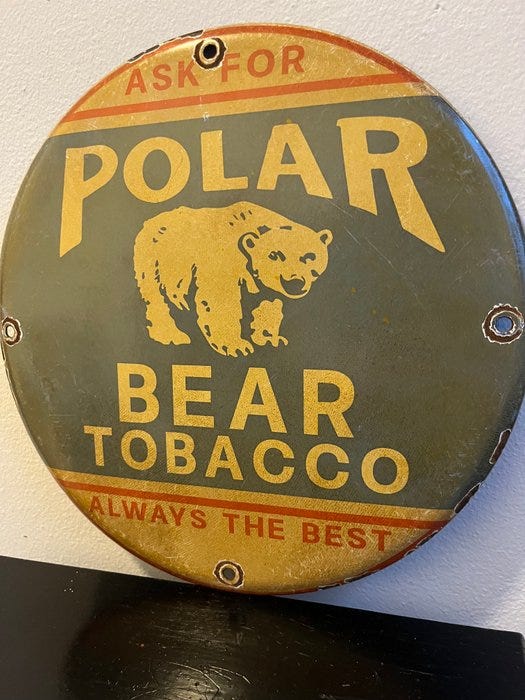 ASK FOR
POLAR
BEAR
TOBACCO
ALWAYS THE BEST